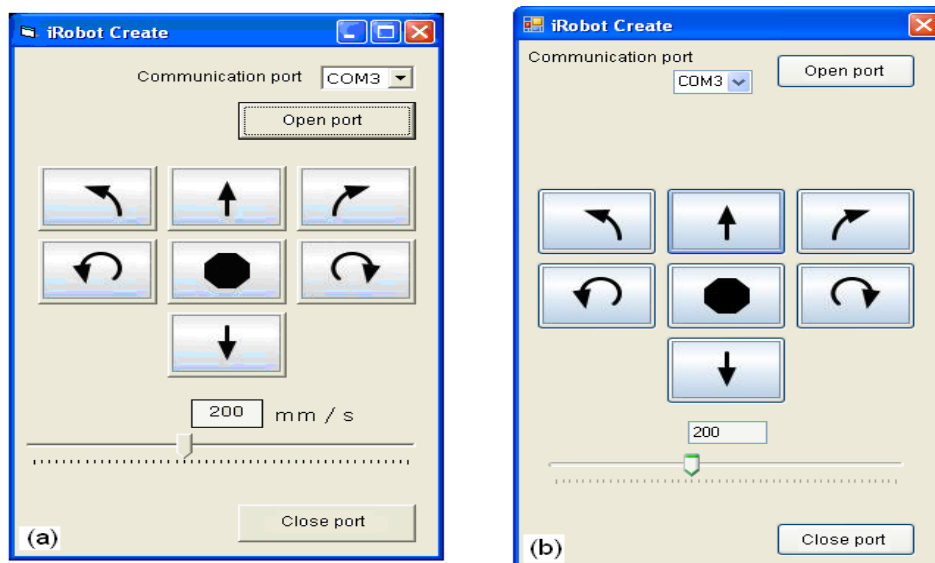 iRobot Create
Communication port COM3
Open port
200 mm / s
Close port
(a)
iRobot Create
Communication port
COM3
Open port
200
Close port
(b)